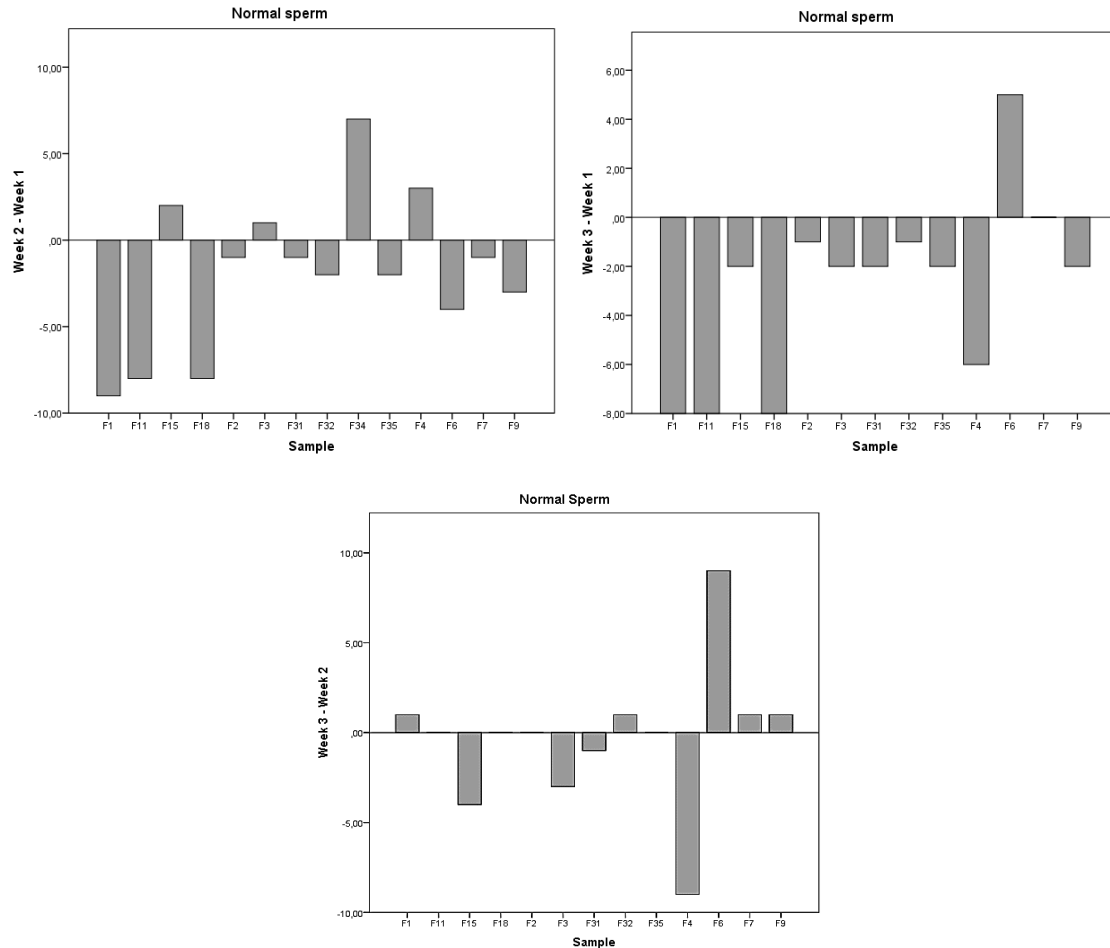 Normal sperm
10,00
5,00
,00
-5,00
-10,00
Week 2 - Week 1
F1 F11 F15 F18 F2 F3 F31 F32 F34 F35 F4 F6 F7 F9
Sample
Normal sperm
6,00
4,00
2,00
,00
-2,00
-4,00
-6,00
-8,00
Week 3 - Week 1
F1 F11 F15 F18 F2 F3 F31 F32 F35 F4 F6 F7 F9
Sample
Normal Sperm
10,00
5,00
,00
-5,00
-10,00
Week 3 - Week 2
F1 F11 F15 F18 F2 F3 F31 F32 F35 F4 F6 F7 F9
Sample